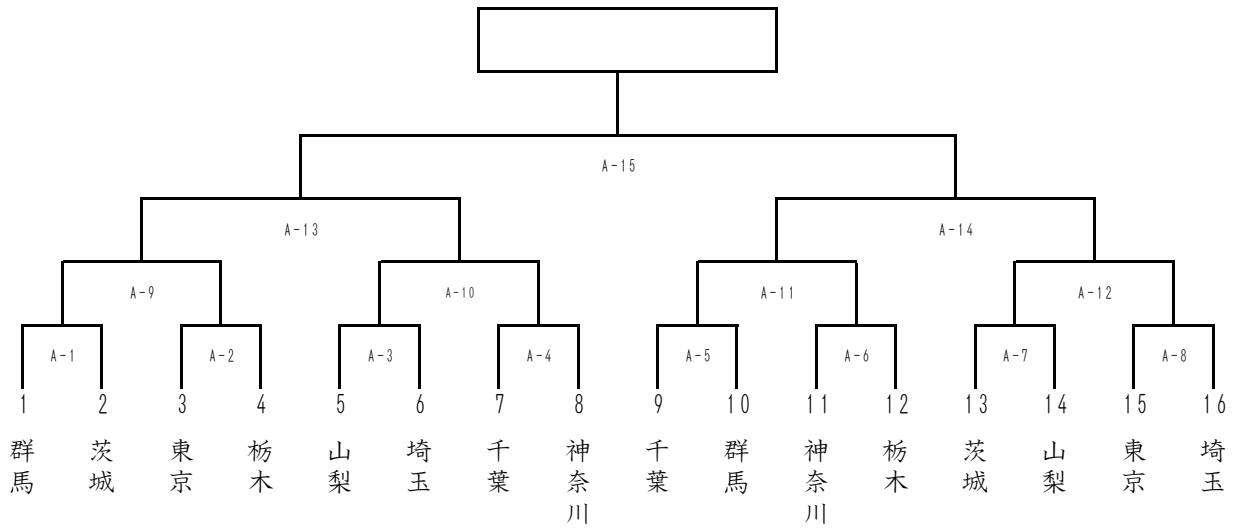 A-15
A-13
A-14
A-9
A-10
A-11
A-12
A-1
A-2
A-3
A-4
A-5
A-6
A-7
A-8
1 2 3 4 5 6 7 8 9 10 11 12 13 14 15 16
群馬
茨城
東京
栃木
山梨
埼玉
千葉
神奈川
千葉
群馬
神奈川
栃木
茨城
山梨
東京
埼玉